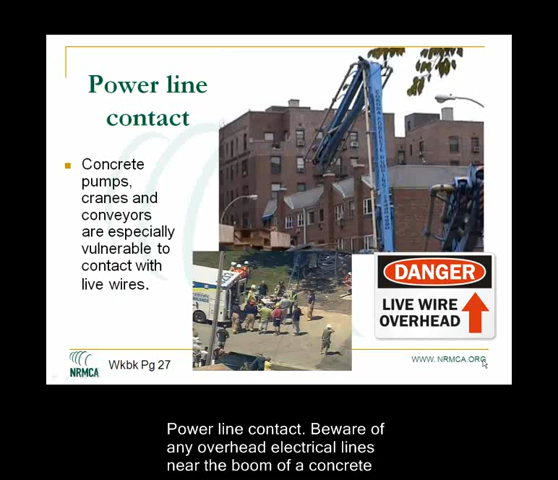 Power line
contact
Concrete
pumps,
cranes and
conveyors
are especially
vulnerable to
contact with
live wires.
DANGER
LIVE WIRE
OVERHEAD
NRMCA
Wkbk Pg 27
WWW. NRMCA.ORG
Power line contact. Beware of
any overhead electrical lines
near the boom of a concrete